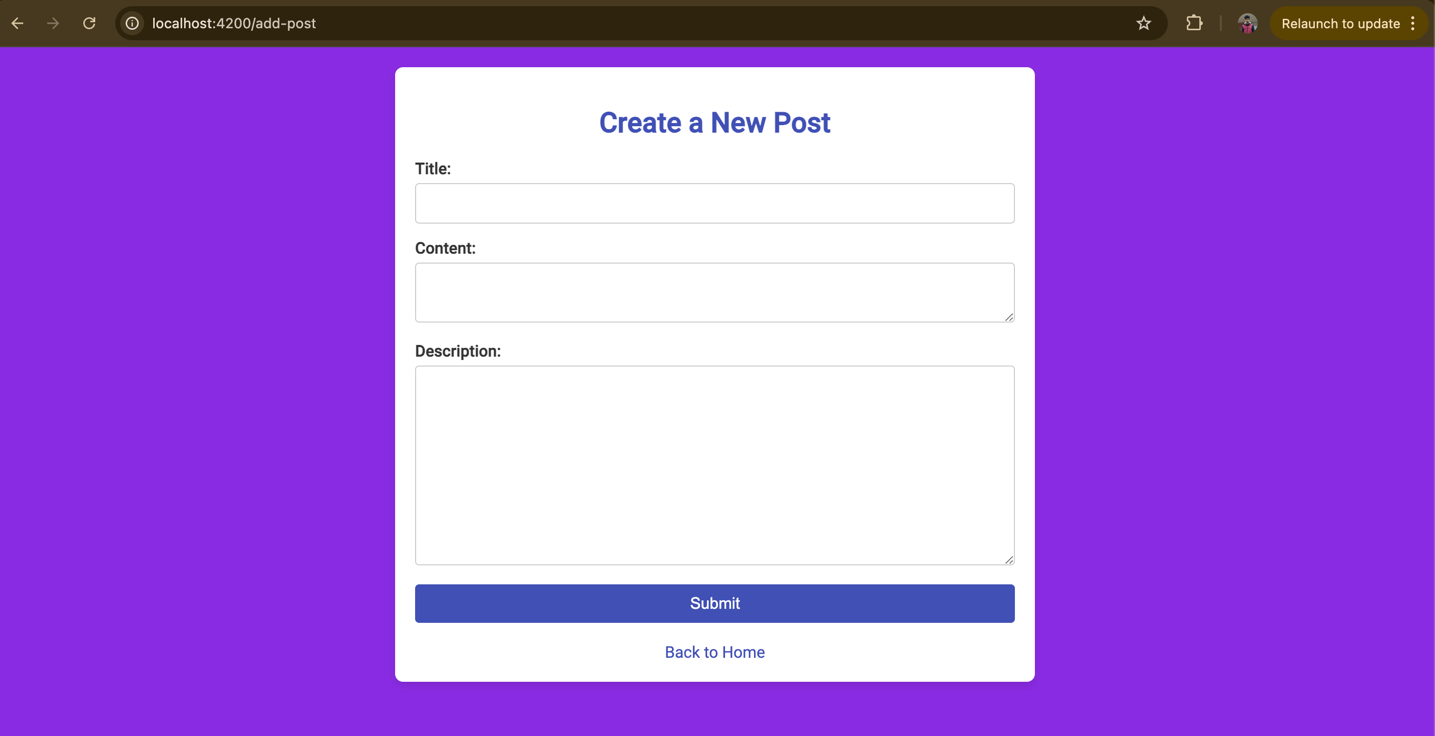 localhost:4200/add-post
Relaunch to update
Create a New Post
Title:
Content:
Description:
Submit
Back to Home